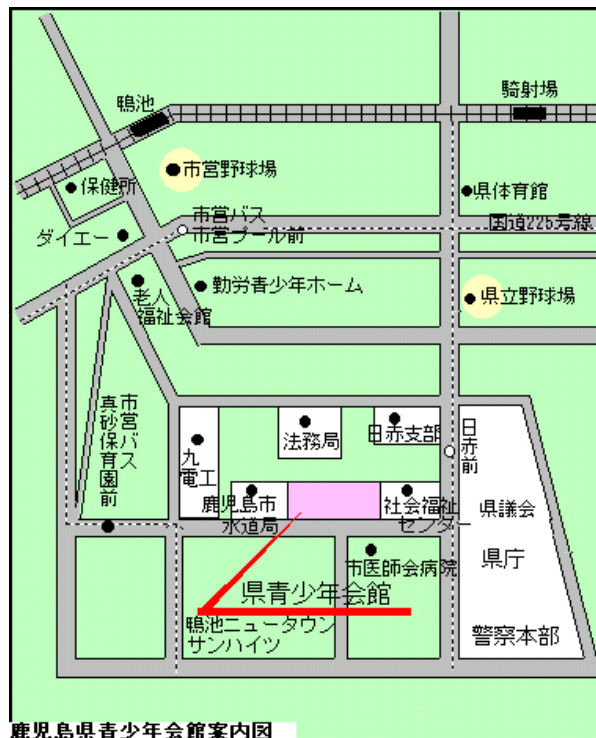 鴨池
騎射場
市営野球場
保健所
県体育館
市営バス
市営プール前
国道225号線
ダイエー
老人
福祉会館
勤労青少年ホーム
県立野球場
市営バス
真砂保育園前
九電工
法務局
日赤支部
日赤前
鹿児島市
水道局
社会福祉
センター
県議会
市医師会病院
県庁
県青少年会館
鴨池ニュータウン
サンハイツ
警察本部
鹿児島県青少年会館案内図